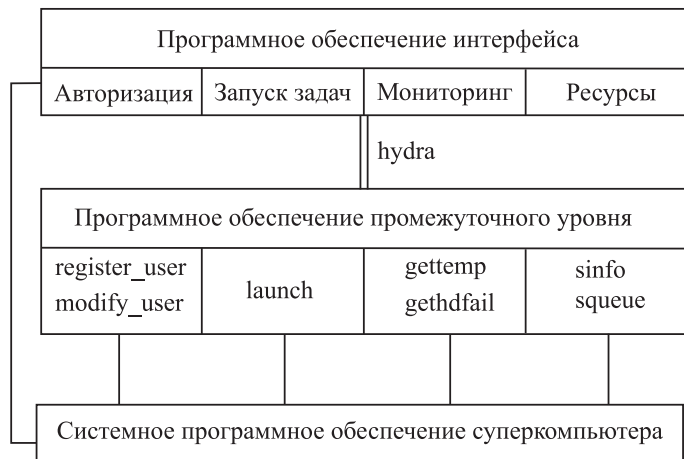 Программное обеспечение интерфейса
Авторизация Запуск задач Мониторинг Ресурсы
hydra
Программное обеспечение промежуточного уровня
register_user
modify_user
launch
gettemp
gethdfail
sinfo
squeue
Системное программное обеспечение суперкомпьютера